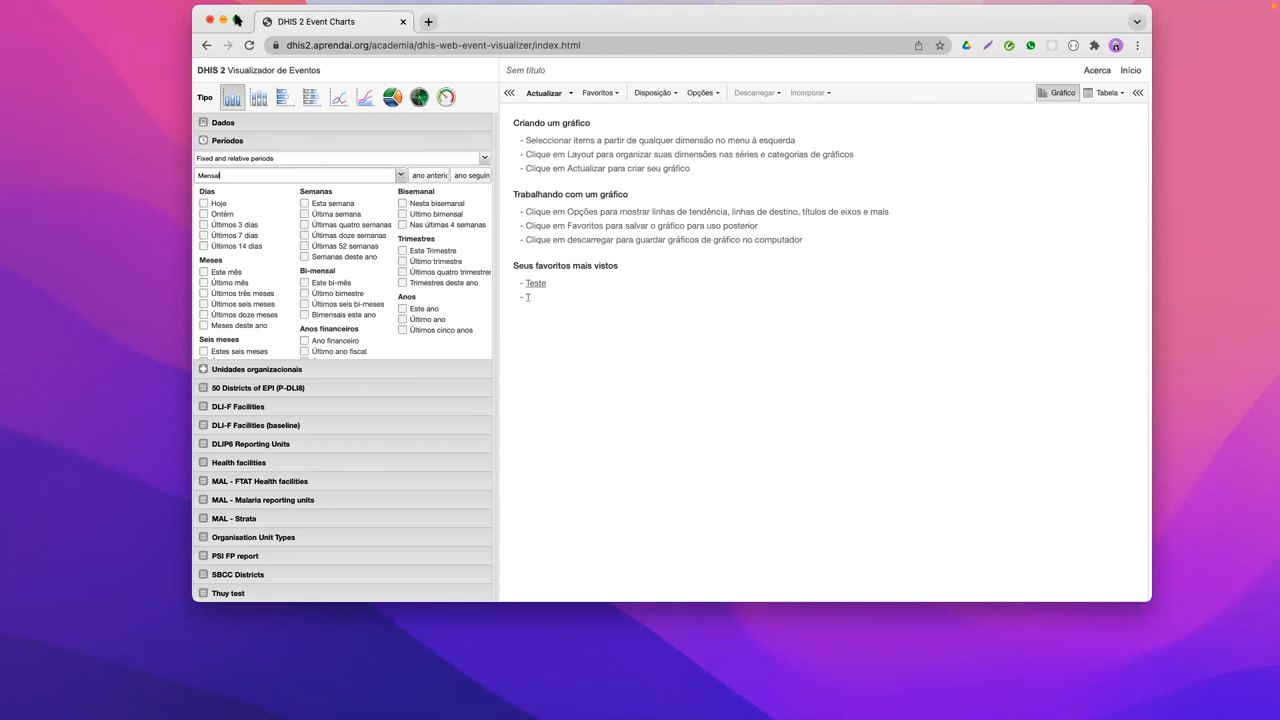 DHIS 2 Event Charts
dhis2.aprendai.org/academia/dhis-web-event-visualizer/index.html
DHIS 2 Visualizador de Eventos
Sem título
Acerca
Início
Tipo
Actualizar
Favoritos
Disposição
Opções
Descarregar
Incorporar
Gráfico
Tabela
Dados
Períodos
Fixed and relative periods
Mensal
ano anteri
ano seguin
Dias
Hoje
Ontém
Últimos 3 dias
Últimos 7 dias
Últimos 14 dias
Meses
Este mês
Último mês
Últimos três meses
Últimos seis meses
Últimos doze meses
Meses deste ano
Seis meses
Estes seis meses
Semanas
Esta semana
Última semana
Últimas quatro semanas
Últimas doze semanas
Últimas 52 semanas
Semanas deste ano
Bi-mensal
Este bi-mês
Último bimestre
Últimos seis bi-meses
Bimensais este ano
Anos financeiros
Ano financeiro
Último ano fiscal
Bisemanal
Nesta bisemanal
Ultimo bimensal
Nas últimas 4 semanas
Trimestres
Este Trimestre
Último trimestre
Últimos quatro trimestres
Trimestres deste ano
Anos
Este ano
Último ano
Últimos cinco anos
Unidades organizacionais
50 Districts of EPI (P-DLI8)
DLI-F Facilities
DLI-F Facilities (baseline)
DLIP6 Reporting Units
Health facilities
MAL - FTAT Health facilities
MAL - Malaria reporting units
MAL - Strata
Organisation Unit Types
PSI FP report
SBCC Districts
Thuy test
Criando um gráfico
- Seleccionar items a partir de qualquer dimensão no menu à esquerda
- Clique em Layout para organizar suas dimensões nas séries e categorias de gráficos
- Clique em Actualizar para criar seu gráfico
Trabalhando com um gráfico
- Clique em Opções para mostrar linhas de tendência, linhas de destino, títulos de eixos e mais
- Clique em Favoritos para salvar o gráfico para uso posterior
- Clique em descarregar para guardar gráficos de gráfico no computador
Seus favoritos mais vistos
- Teste
- T